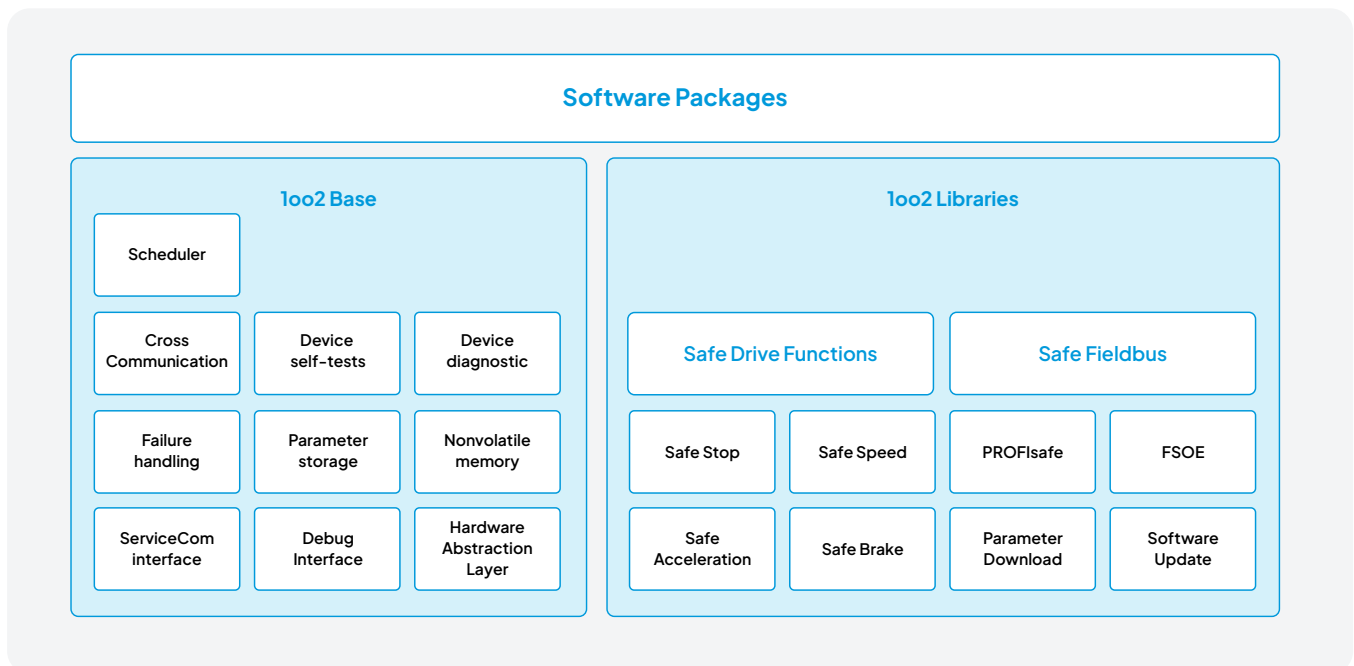 Software Packages
1oo2 Base
Scheduler
Cross
Communication
Device
self-tests
Device
diagnostic
Failure
handling
Parameter
storage
Nonvolatile
memory
ServiceCom
interface
Debug
Interface
Hardware
Abstraction
Layer
1oo2 Libraries
Safe Drive Functions
Safe Fieldbus
Safe Stop
Safe Speed
PROFIsafe
FSOE
Safe
Acceleration
Safe Brake
Parameter
Download
Software
Update